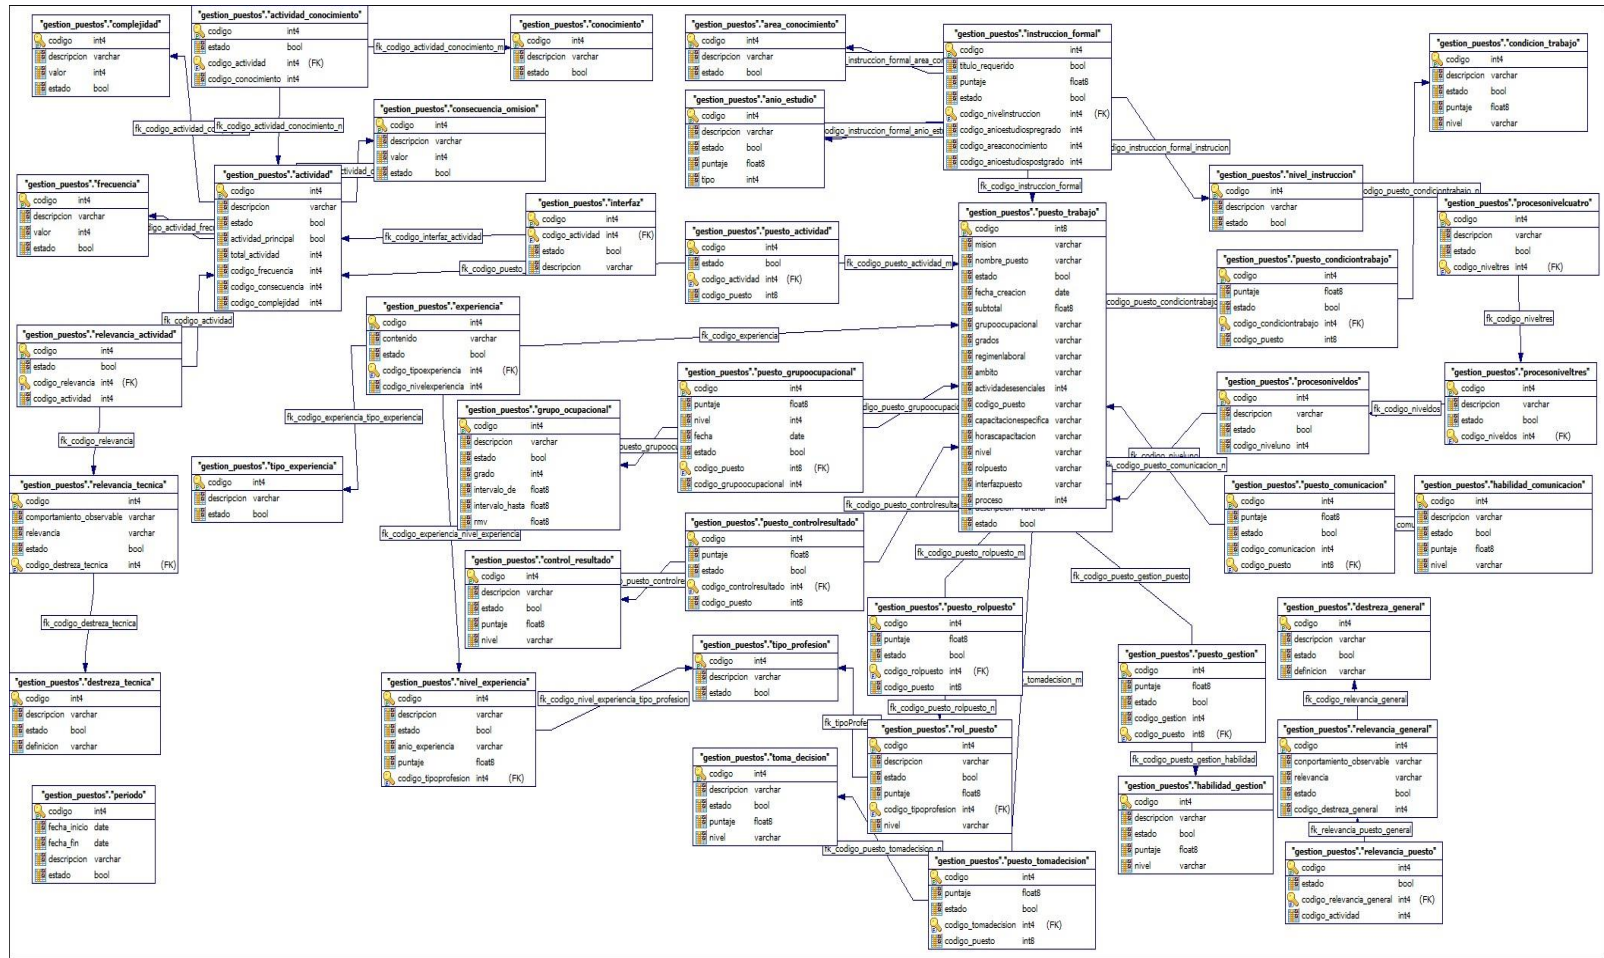 "gestion_puestos"."complejidad"
codigo int4
descripcion varchar
valor int4
estado bool
"gestion_puestos"."actividad_conocimiento"
codigo int4
estado bool
codigo_actividad int4 (FK)
codigo_conocimiento int4
fk_codigo_actividad_conocimiento_m
"gestion_puestos"."conocimiento"
codigo int4
descripcion varchar
estado bool
"gestion_puestos"."area_conocimiento"
codigo int4
descripcion varchar
estado bool
_instruccion_formal_area_cor
"gestion_puestos"."instruccion_formal"
codigo int4
titulo_requerido bool
puntaje float8
estado bool
codigo_nivelinstruccion int4 (FK)
codigo_anioestudiospregrado int4
codigo_areaconocimiento int4
codigo_anioestudiospostgrado int4
"gestion_puestos"."condicion_trabajo"
codigo int4
descripcion varchar
estado bool
puntaje float8
nivel varchar
fk_codigo_actividad_co
fk_codigo_actividad_conocimiento_n
"gestion_puestos"."consecuencia_omision"
codigo int4
descripcion varchar
valor int4
estado bool
"gestion_puestos"."anio_estudio"
codigo int4
descripcion varchar
estado bool
puntaje float8
tipo int4
codigo_instruccion_formal_anio_est
codigo_instruccion_formal_instrucion
fk_codigo_instruccion_formal
"gestion_puestos"."frecuencia"
codigo int4
descripcion varchar
valor int4
estado bool
"gestion_puestos"."actividad"
codigo int4
descripcion varchar
estado bool
actividad_principal bool
total_actividad int4
codigo_frecuencia int4
codigo_consecuencia int4
codigo_complejidad int4
fk_codigo_interfaz_actividad
fk_codigo_puesto_
"gestion_puestos"."interfaz"
codigo int4
codigo_actividad int4 (FK)
estado bool
descripcion varchar
"gestion_puestos"."puesto_actividad"
codigo int4
estado bool
codigo_actividad int4 (FK)
codigo_puesto int8
fk_codigo_puesto_actividad_m
"gestion_puestos"."puesto_trabajo"
codigo int8
mision varchar
nombre_puesto varchar
estado bool
fecha_creacion date
subtotal float8
grupoocupacional varchar
grados varchar
regimenlaboral varchar
ambito varchar
actividadesesenciales int4
codigo_puesto varchar
capacitacionespecifica varchar
horascapacitacion varchar
nivel varchar
rolpuesto varchar
interfazpuesto varchar
proceso int4
estado bool
"gestion_puestos"."nivel_instruccion"
codigo int4
descripcion varchar
estado bool
codigo_puesto_condiciontrabajo_n
"gestion_puestos"."procesonivelcuatro"
codigo int4
descripcion varchar
estado bool
codigo_niveltres int4 (FK)
"gestion_puestos"."puesto_condiciontrabajo"
codigo int4
puntaje float8
estado bool
codigo_condiciontrabajo int4 (FK)
codigo_puesto int8
codigo_puesto_condiciontrabajo
fk_codigo_niveltres
fk_codigo_actividad
"gestion_puestos"."relevancia_actividad"
codigo int4
estado bool
codigo_relevancia int4 (FK)
codigo_actividad int4
fk_codigo_relevancia
"gestion_puestos"."experiencia"
codigo int4
contenido varchar
estado bool
codigo_tipoexperiencia int4 (FK)
codigo_nivelexperiencia int4
fk_codigo_experiencia
fk_codigo_experiencia_tipo_experiencia
"gestion_puestos"."puesto_grupoocupacional"
codigo int4
puntaje float8
nivel int4
fecha date
estado bool
codigo_puesto int8 (FK)
codigo_grupoocupacional int4
"gestion_puestos"."procesoniveldos"
codigo int4
descripcion varchar
estado bool
codigo_niveluno int4
fk_codigo_niveldos
"gestion_puestos"."procesoniveltres"
codigo int4
descripcion varchar
estado bool
codigo_niveldos int4 (FK)
"gestion_puestos"."grupo_ocupacional"
codigo int4
descripcion varchar
estado bool
grado int4
intervalo_de float8
intervalo_hasta float8
rmv float8
"gestion_puestos"."tipo_experiencia"
codigo int4
descripcion varchar
estado bool
fk_codigo_puesto_comunicacion_n
fk_codigo_puesto_controlresulta
"gestion_puestos"."relevancia_tecnica"
codigo int4
comportamiento_observable varchar
relevancia varchar
estado bool
codigo_destreza_tecnica int4 (FK)
"gestion_puestos"."puesto_comunicacion"
codigo int4
puntaje float8
estado bool
codigo_comunicacion int4
codigo_puesto int8 (FK)
"gestion_puestos"."habilidad_comunicacion"
codigo int4
descripcion varchar
estado bool
puntaje float8
nivel varchar
fk_codigo_experiencia_nivel_experiencia
"gestion_puestos"."puesto_controlresultado"
codigo int4
puntaje float8
estado bool
codigo_controlresultado int4 (FK)
codigo_puesto int8
"gestion_puestos"."control_resultado"
codigo int4
descripcion varchar
estado bool
puntaje float8
nivel varchar
fk_codigo_puesto_rolpuesto_m
fk_codigo_puesto_gestion_puesto
fk_codigo_destreza_tecnica
"gestion_puestos"."puesto_rolpuesto"
codigo int4
puntaje float8
estado bool
codigo_rolpuesto int4 (FK)
codigo_puesto int8
_tomadecision_m
fk_codigo_puesto_rolpuesto_n
"gestion_puestos"."destreza_general"
codigo int4
descripcion varchar
estado bool
definicion varchar
fk_codigo_relevancia_general
"gestion_puestos"."tipo_profesion"
codigo int4
descripcion varchar
estado bool
"gestion_puestos"."puesto_gestion"
codigo int4
puntaje float8
estado bool
codigo_gestion int4
codigo_puesto int8 (FK)
fk_codigo_puesto_gestion_habilidad
"gestion_puestos"."destreza_tecnica"
codigo int4
descripcion varchar
estado bool
definicion varchar
"gestion_puestos"."nivel_experiencia"
codigo int4
descripcion varchar
estado bool
anio_experiencia varchar
puntaje float8
codigo_tipoprofesion int4 (FK)
fk_codigo_nivel_experiencia_tipo_profesion
fk_tipoProfe
"gestion_puestos"."rol_puesto"
codigo int4
descripcion varchar
estado bool
puntaje float8
codigo_tipoprofesion int4 (FK)
nivel varchar
"gestion_puestos"."relevancia_general"
codigo int4
conportamiento_observable varchar
relevancia varchar
estado bool
codigo_destreza_general int4
fk_relevancia_puesto_general
"gestion_puestos"."toma_decision"
codigo int4
descripcion varchar
estado bool
puntaje float8
nivel varchar
fk_codigo_puesto_tomadecision_n
"gestion_puestos"."habilidad_gestion"
codigo int4
descripcion varchar
estado bool
puntaje float8
nivel varchar
"gestion_puestos"."periodo"
codigo int4
fecha_inicio date
fecha_fin date
descripcion varchar
estado bool
"gestion_puestos"."puesto_tomadecision"
codigo int4
puntaje float8
estado bool
codigo_tomadecision int4 (FK)
codigo_puesto int8
"gestion_puestos"."relevancia_puesto"
codigo int4
estado bool
codigo_relevancia_general int4 (FK)
codigo_actividad int4